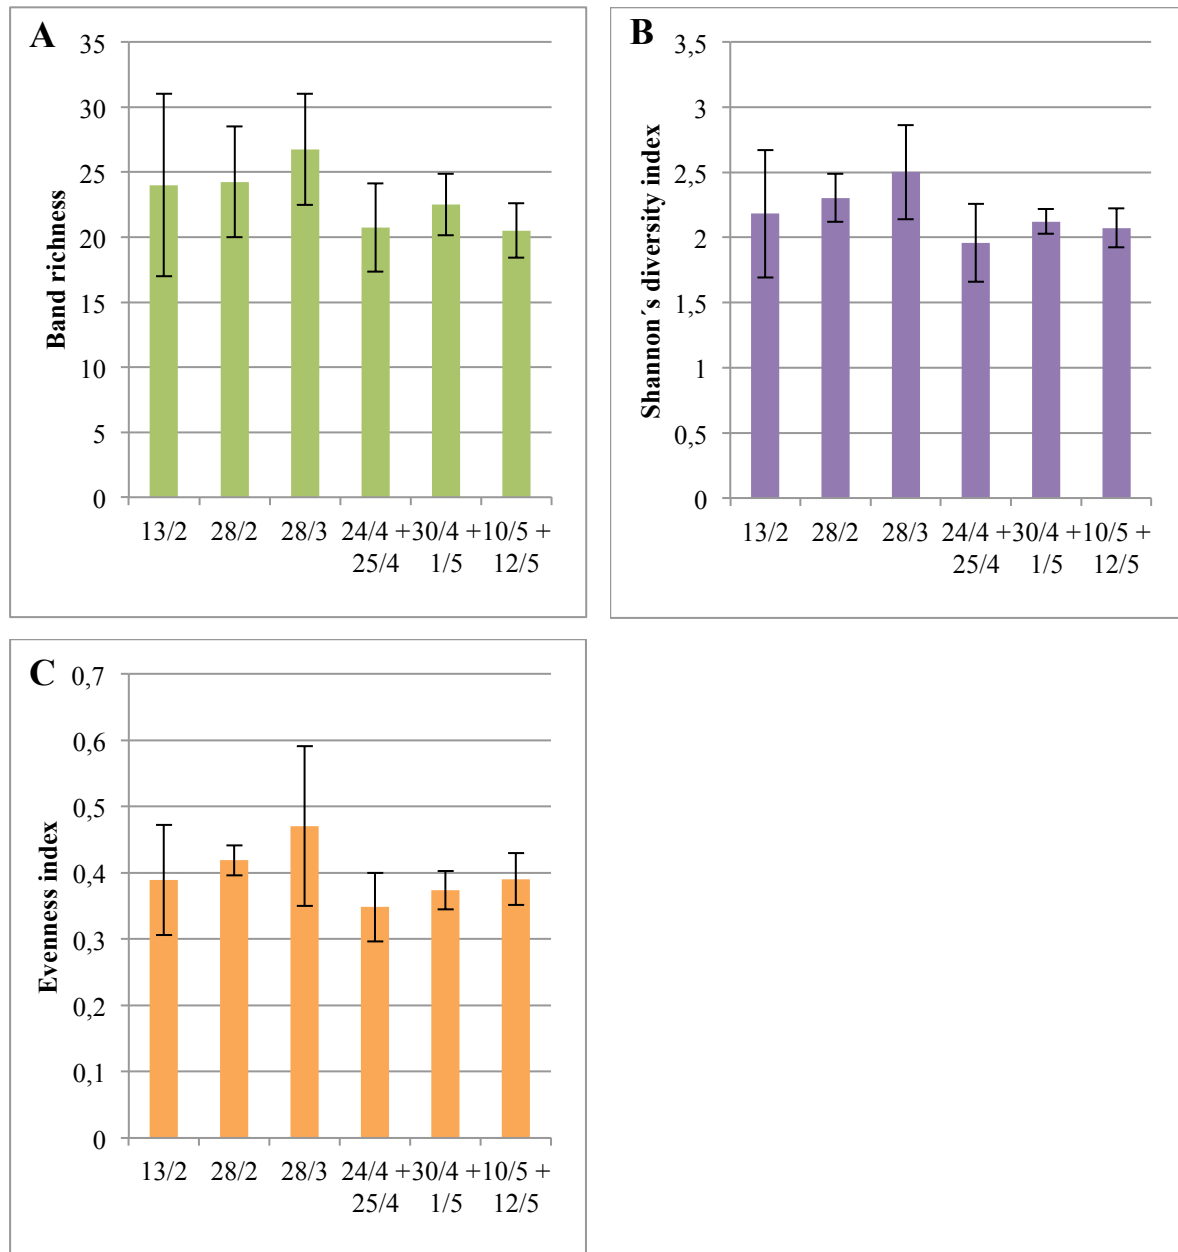 A
35
30
25
20
15
10
5
0
Band richness
13/2 28/2 28/3 24/4 + 30/4 + 10/5 +
25/4 1/5 12/5
B
3,5
3
2,5
2
1,5
1
0,5
0
Shannon´s diversity index
13/2 28/2 28/3 24/4 + 30/4 + 10/5 +
25/4 1/5 12/5
C
0,7
0,6
0,5
0,4
0,3
0,2
0,1
0
Evenness index
13/2 28/2 28/3 24/4 + 30/4 + 10/5 +
25/4 1/5 12/5